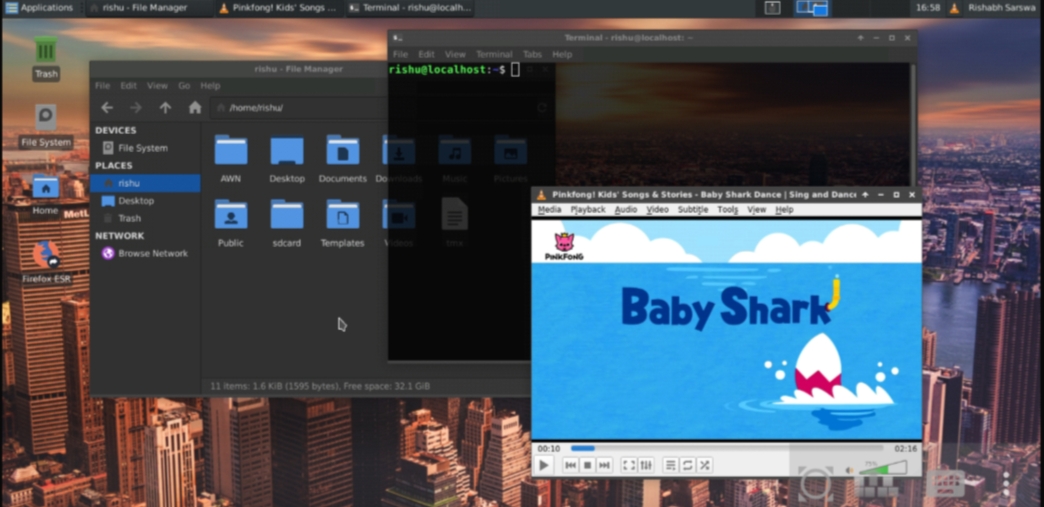 Applications
rishu - File Manager
Pinkfong! Kids' Songs ...
Terminal - rishu@localh...
16:58
Rishabh Sarswa
Trash
File System
Home
MetL
Firefox ESR
rishu - File Manager
File Edit View Go Help
/home/rishu/
DEVICES
File System
PLACES
rishu
Desktop
Trash
NETWORK
Browse Network
AWN Desktop Documents Downloads Music Pictures
Public sdcard Templates Videos
11 items: 1.6 KiB (1595 bytes), Free space: 32.1 GiB
Terminal - rishu@localhost: ~
File Edit View Terminal Tabs Help
rishu@localhost:~$
Pinkfong! Kids' Songs & Stories - Baby Shark Dance | Sing and Danc
Media Playback Audio Video Subtitle Tools View Help
PINKFONG
Baby Shark
00:10
02:16
75%